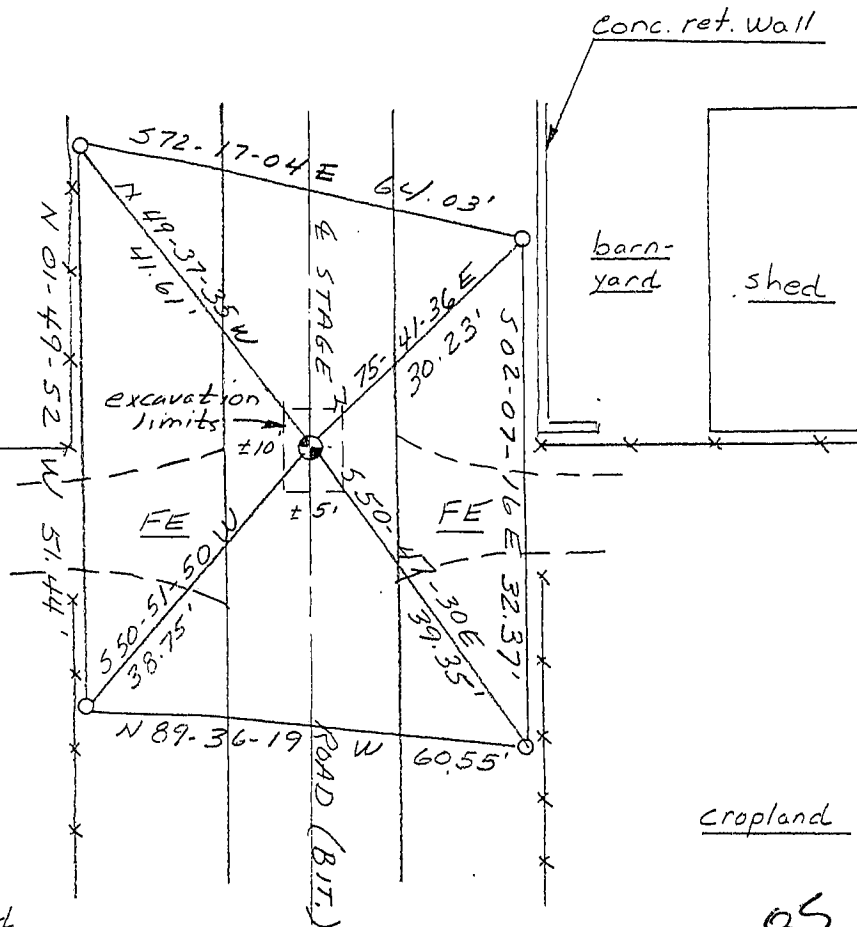 conc. ret. wall
S72-17-04 E 64.03'
N 49-37-35 W
41.61'
N 01-49-52 W 51.44'
℄ STAGE
ROAD (BIT.)
75-41-36 E
30.23'
S02-07-16 E 32.37'
barn-
yard
shed
excavation
limits
±10'
±5'
FE
FE
S50-51-50 W
38.75'
S50-47-30E
39.35'
N 89-36-19 W 60.55'
cropland